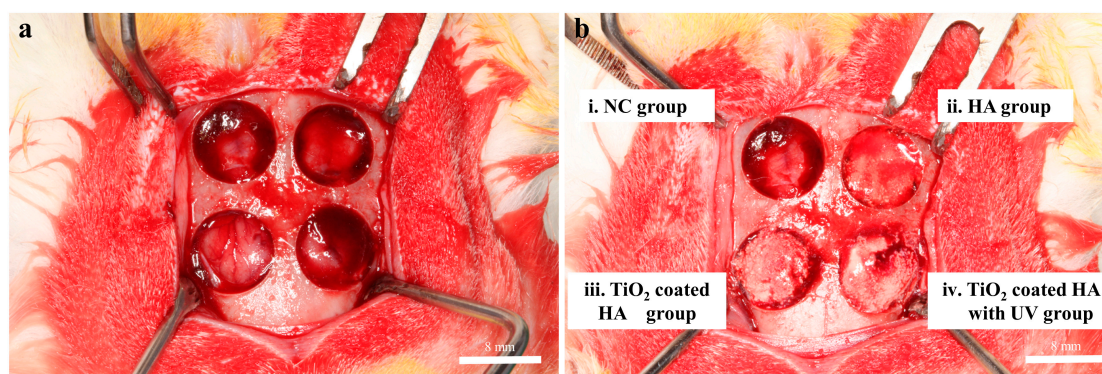 a
b
i. NC group
ii. HA group
iii. TiO₂ coated
HA group
iv. TiO₂ coated HA
with UV group
8 mm
8 mm